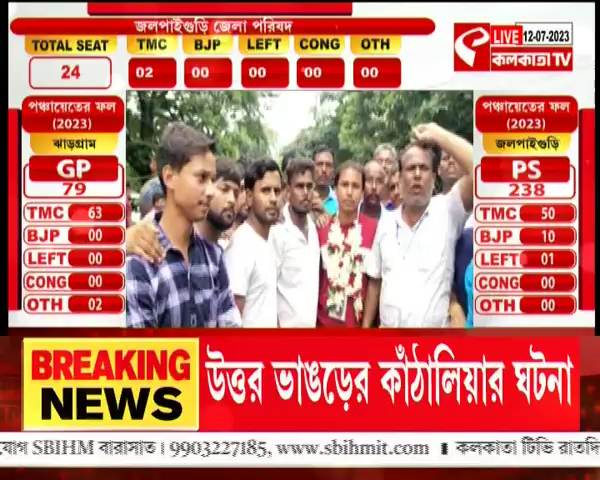 জলপাইগুড়ি জেলা পরিষদ
TOTAL SEAT TMC BJP LEFT CONG OTH
24 02 00 00 00 00
LIVE 12-07-2023
কলকাতা TV
পঞ্চায়েতের ফল
(2023)
ঝাড়গ্রাম
GP
79
TMC 63
BJP 00
LEFT 00
CONG 00
OTH 02
পঞ্চায়েতের ফল
(2023)
জলপাইগুড়ি
PS
238
TMC 50
BJP 10
LEFT 01
CONG 00
OTH 00
BREAKING
NEWS
উত্তর ভাঙড়ের কাঁঠালিয়ার ঘটনা
যোগ SBIHM বারাসাত। 9903227185, www.sbihmit.com কলকাতা টিভি রাতদি